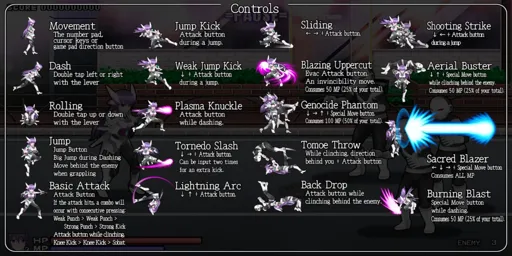 Controls
Movement
The number pad,
cursor keys or
game pad direction button
Dash
Double tap left or right
with the lever
Rolling
Double tap up or down
with the lever
Jump
Jump Button
Big Jump during Dashing
Move behind the enemy
when grappling
Basic Attack
Attack Button
If the attack hits, a combo will
occur with consecutive pressing.
Weak Punch > Weak Punch >
Strong Punch > Strong Kick
Attack button while clinching.
Knee Kick > Knee Kick > Sobat
Jump Kick
Attack button
during a jump.
Weak Jump Kick
↓ + Attack button
during a jump.
Plasma Knuckle
Attack button
while dashing.
Tornedo Slash
↓ → + Attack button.
Can be input two times
for an extra kick.
Lightning Arc
↓ ↑ + Attack button.
Sliding
← → + Attack button
Blazing Uppercut
Evac Attack Button
An invincibility move.
Consumes 50 MP (25% of your total)
Genocide Phantom
↓ → ↑ + Special Move button
Consumes 100 MP (50% of your total)
Tomoe Throw
While clinching, direction
behind you + Attack button.
Back Drop
Attack button while
clinching behind the enemy
Shooting Strike
↓ ← + Attack button
during a jump
Aerial Buster
↓ ↑ + Special Move button
while clinching behind the enemy.
Consumes 50 MP (25% of your total)
Sacred Blazer
← → + Special Move button
Consumes ALL MP
Burning Blast
Special Move button
while dashing.
Consumes 50 MP (25% of your total)
HP
MP
ENEMY 3